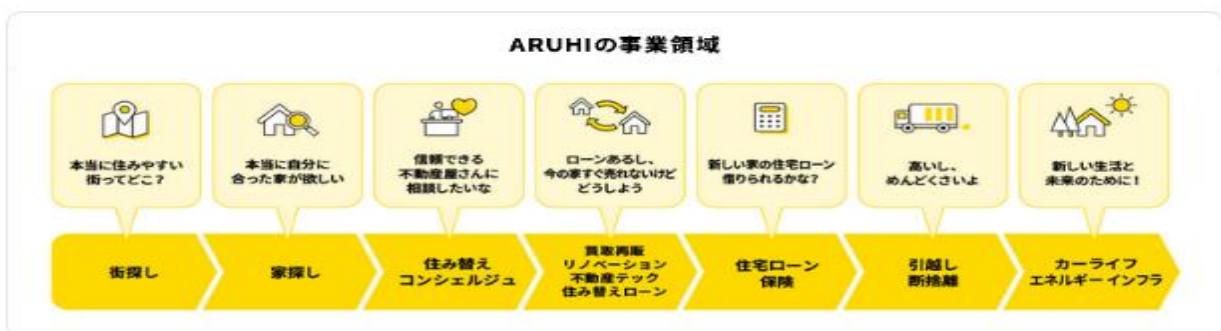 ARUHIの事業領域
本当に住みやすい
街ってどこ？
本当に自分に
合った家が欲しい
信頼できる
不動産屋さんに
相談したいな
ローンあるし、
今の家すぐ売れないけど
どうしよう
新しい家の住宅ローン
借りられるかな？
高いし、
めんどくさいよ
新しい生活と
未来のために！
街探し
家探し
住み替え
コンシェルジュ
買取再販
リノベーション
不動産テック
住み替えローン
住宅ローン
保険
引越し
断捨離
カーライフ
エネルギーインフラ